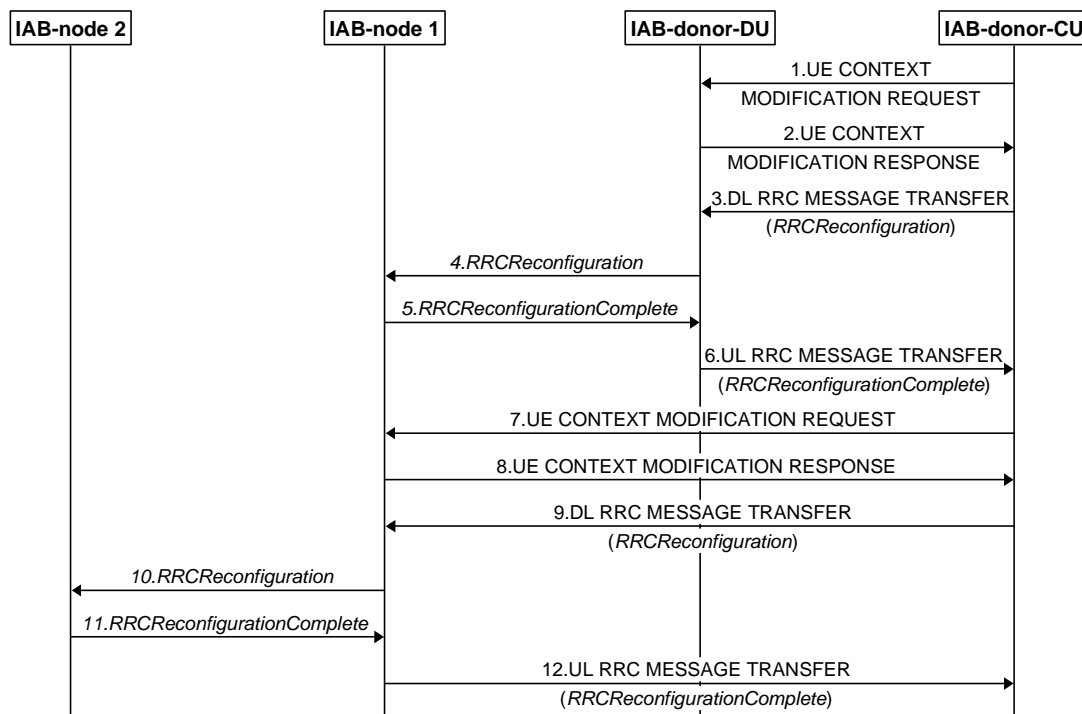 IAB-node 2
IAB-node 1
IAB-donor-DU
IAB-donor-CU
1.UE CONTEXT
MODIFICATION REQUEST
2.UE CONTEXT
MODIFICATION RESPONSE
3.DL RRC MESSAGE TRANSFER
(RRCReconfiguration)
4.RRCReconfiguration
5.RRCReconfigurationComplete
6.UL RRC MESSAGE TRANSFER
(RRCReconfigurationComplete)
7.UE CONTEXT MODIFICATION REQUEST
8.UE CONTEXT MODIFICATION RESPONSE
9.DL RRC MESSAGE TRANSFER
(RRCReconfiguration)
10.RRCReconfiguration
11.RRCReconfigurationComplete
12.UL RRC MESSAGE TRANSFER
(RRCReconfigurationComplete)